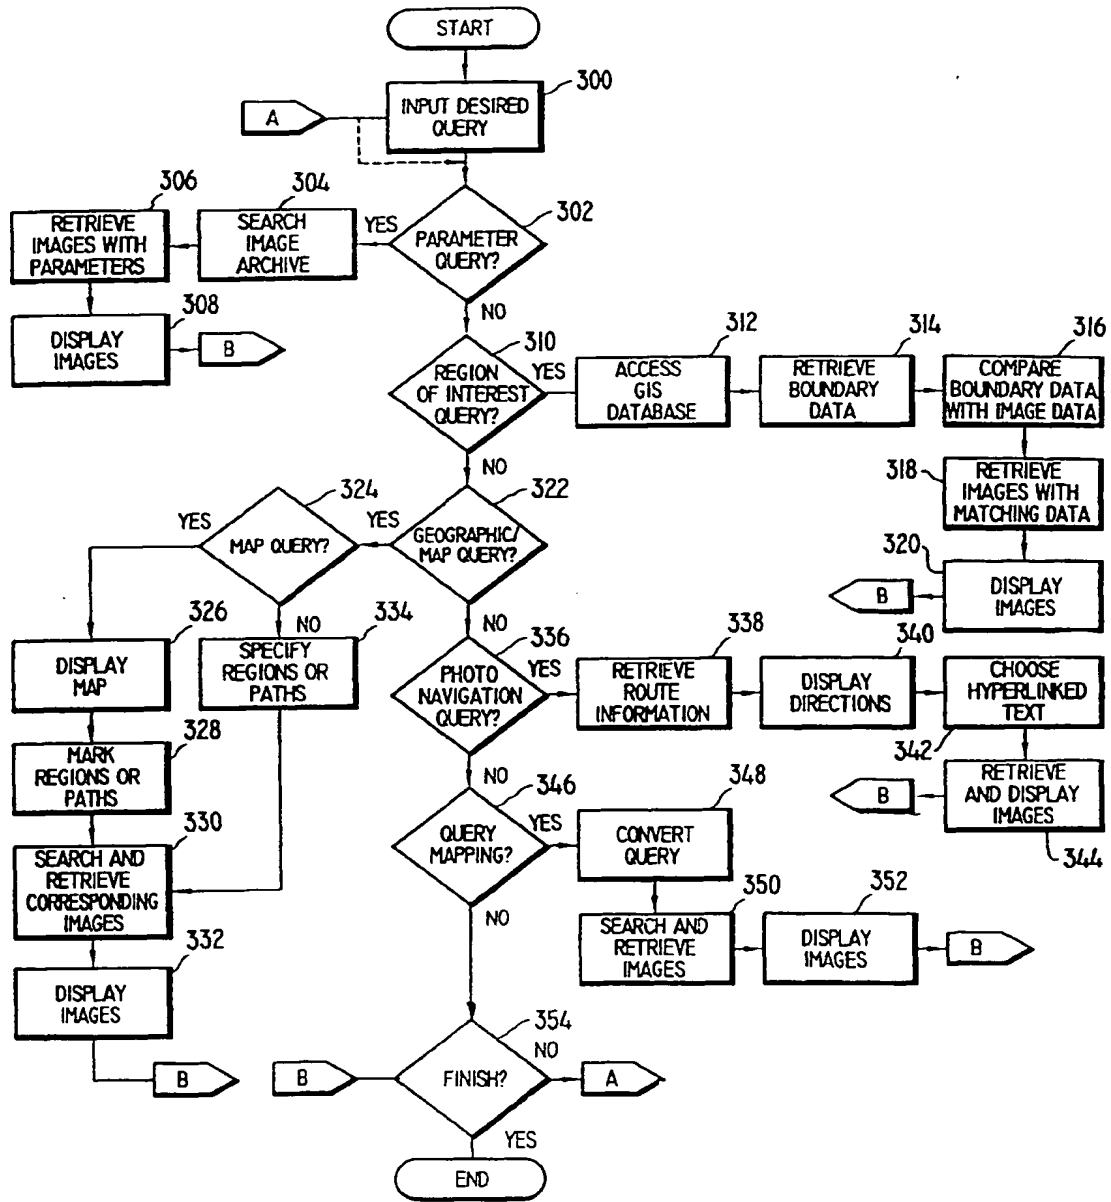 START
300
INPUT DESIRED
QUERY
A
302
PARAMETER
QUERY?
YES
304
SEARCH
IMAGE
ARCHIVE
306
RETRIEVE
IMAGES WITH
PARAMETERS
308
DISPLAY
IMAGES
B
NO
310
REGION
OF INTEREST
QUERY?
YES
312
ACCESS
GIS
DATABASE
314
RETRIEVE
BOUNDARY
DATA
316
COMPARE
BOUNDARY DATA
WITH IMAGE DATA
318
RETRIEVE
IMAGES WITH
MATCHING DATA
320
DISPLAY
IMAGES
B
NO
322
GEOGRAPHIC/
MAP QUERY?
YES
324
MAP QUERY?
YES
326
DISPLAY
MAP
328
MARK
REGIONS OR
PATHS
330
SEARCH AND
RETRIEVE
CORRESPONDING
IMAGES
332
DISPLAY
IMAGES
B
NO
334
SPECIFY
REGIONS OR
PATHS
NO
336
PHOTO
NAVIGATION
QUERY?
YES
338
RETRIEVE
ROUTE
INFORMATION
340
DISPLAY
DIRECTIONS
CHOOSE
HYPERLINKED
TEXT
342
RETRIEVE
AND DISPLAY
IMAGES
344
B
NO
346
QUERY
MAPPING?
YES
348
CONVERT
QUERY
350
SEARCH AND
RETRIEVE
IMAGES
352
DISPLAY
IMAGES
B
NO
354
FINISH?
B
NO
A
YES
END